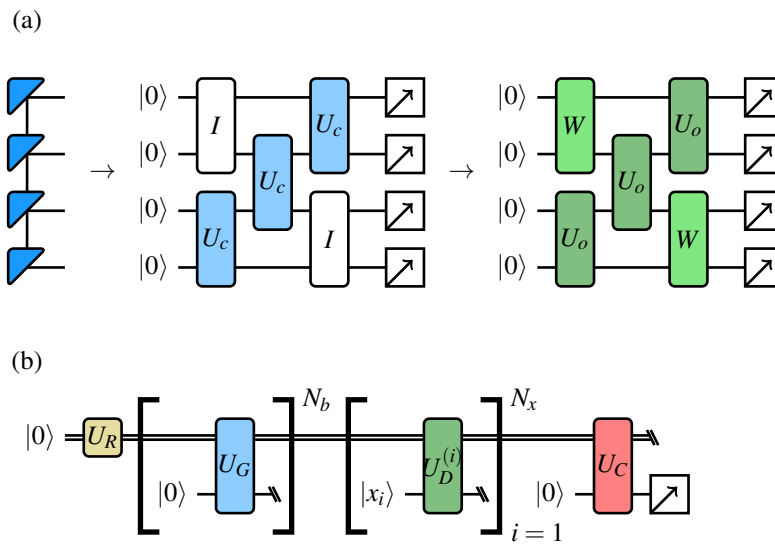 (a)
|0⟩ I U_c → |0⟩ W U_o
→ |0⟩ U_c |0⟩ U_o
|0⟩ U_c I |0⟩ U_o W
|0⟩ |0⟩
(b)
N_b N_x
|0⟩ U_R U_G U_D^{(i)} U_C
|0⟩ |x_i⟩ |0⟩
i = 1